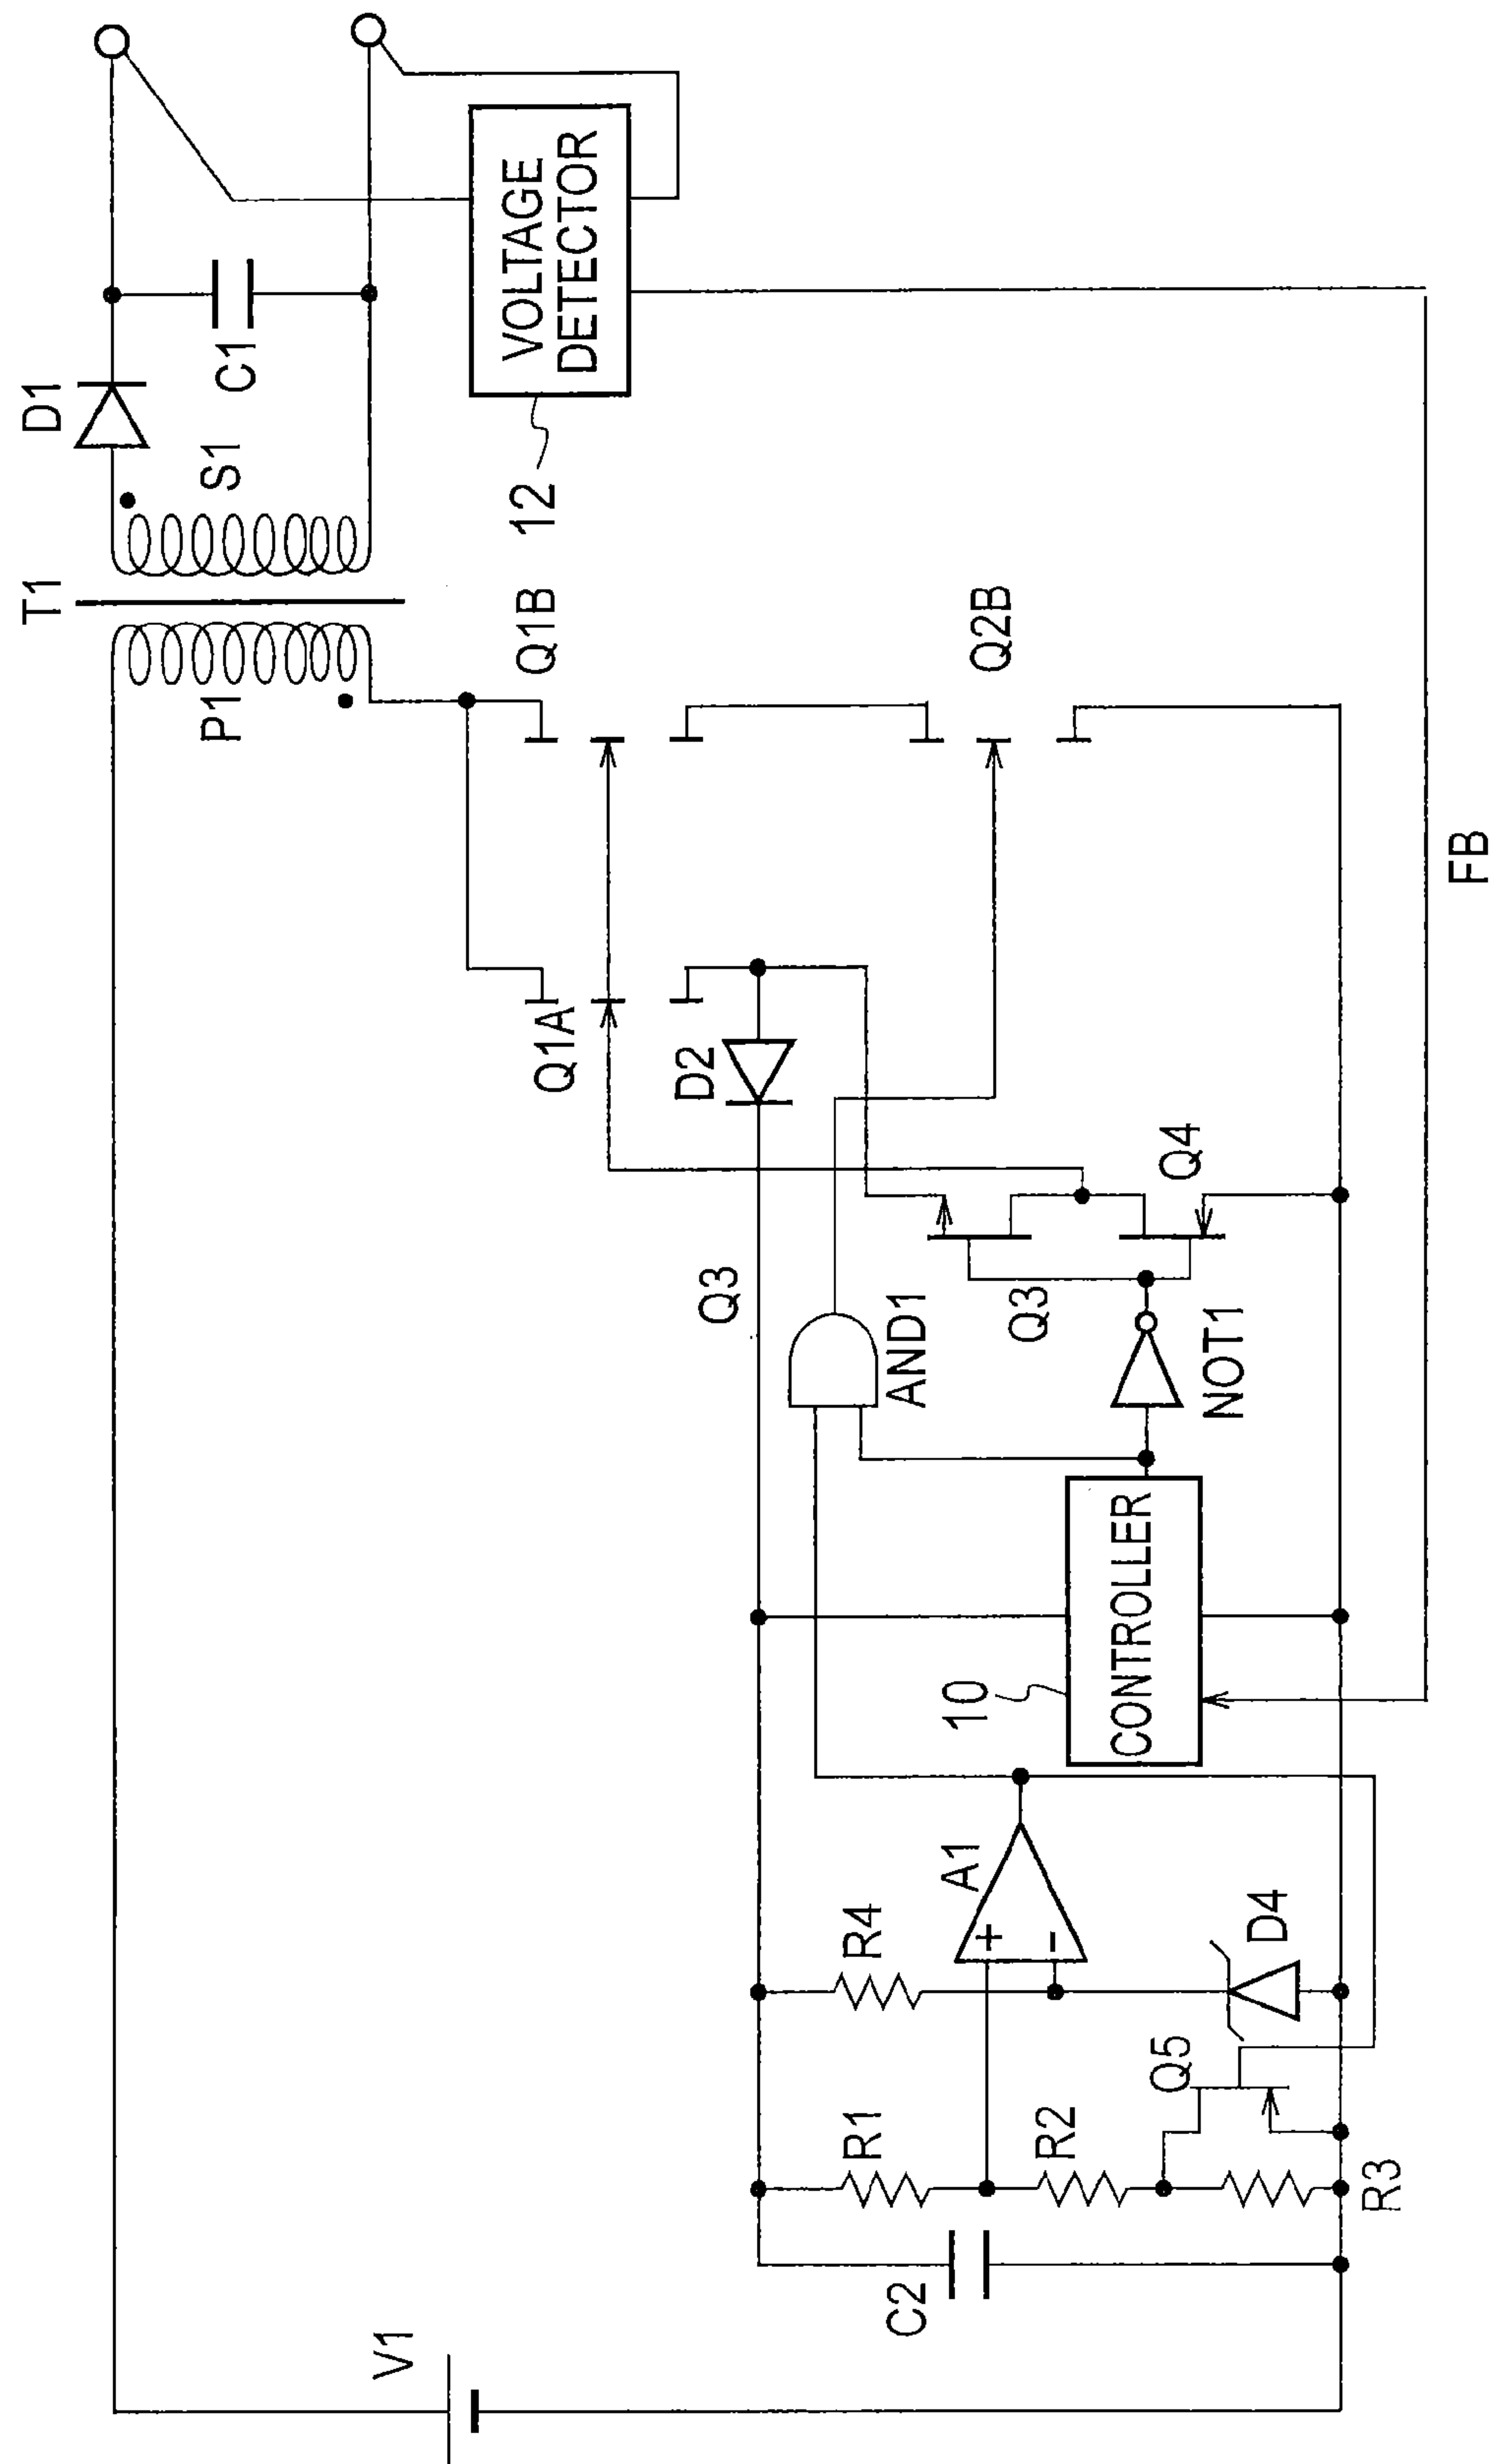 T1
D1
P1
S1
C1
V1
Q1B
12
VOLTAGE
DETECTOR
Q1A
D2
Q2B
Q3
AND1
Q3
Q4
NOT1
10
CONTROLLER
A1
+
-
R4
D4
Q5
R1
R2
R3
C2
FB